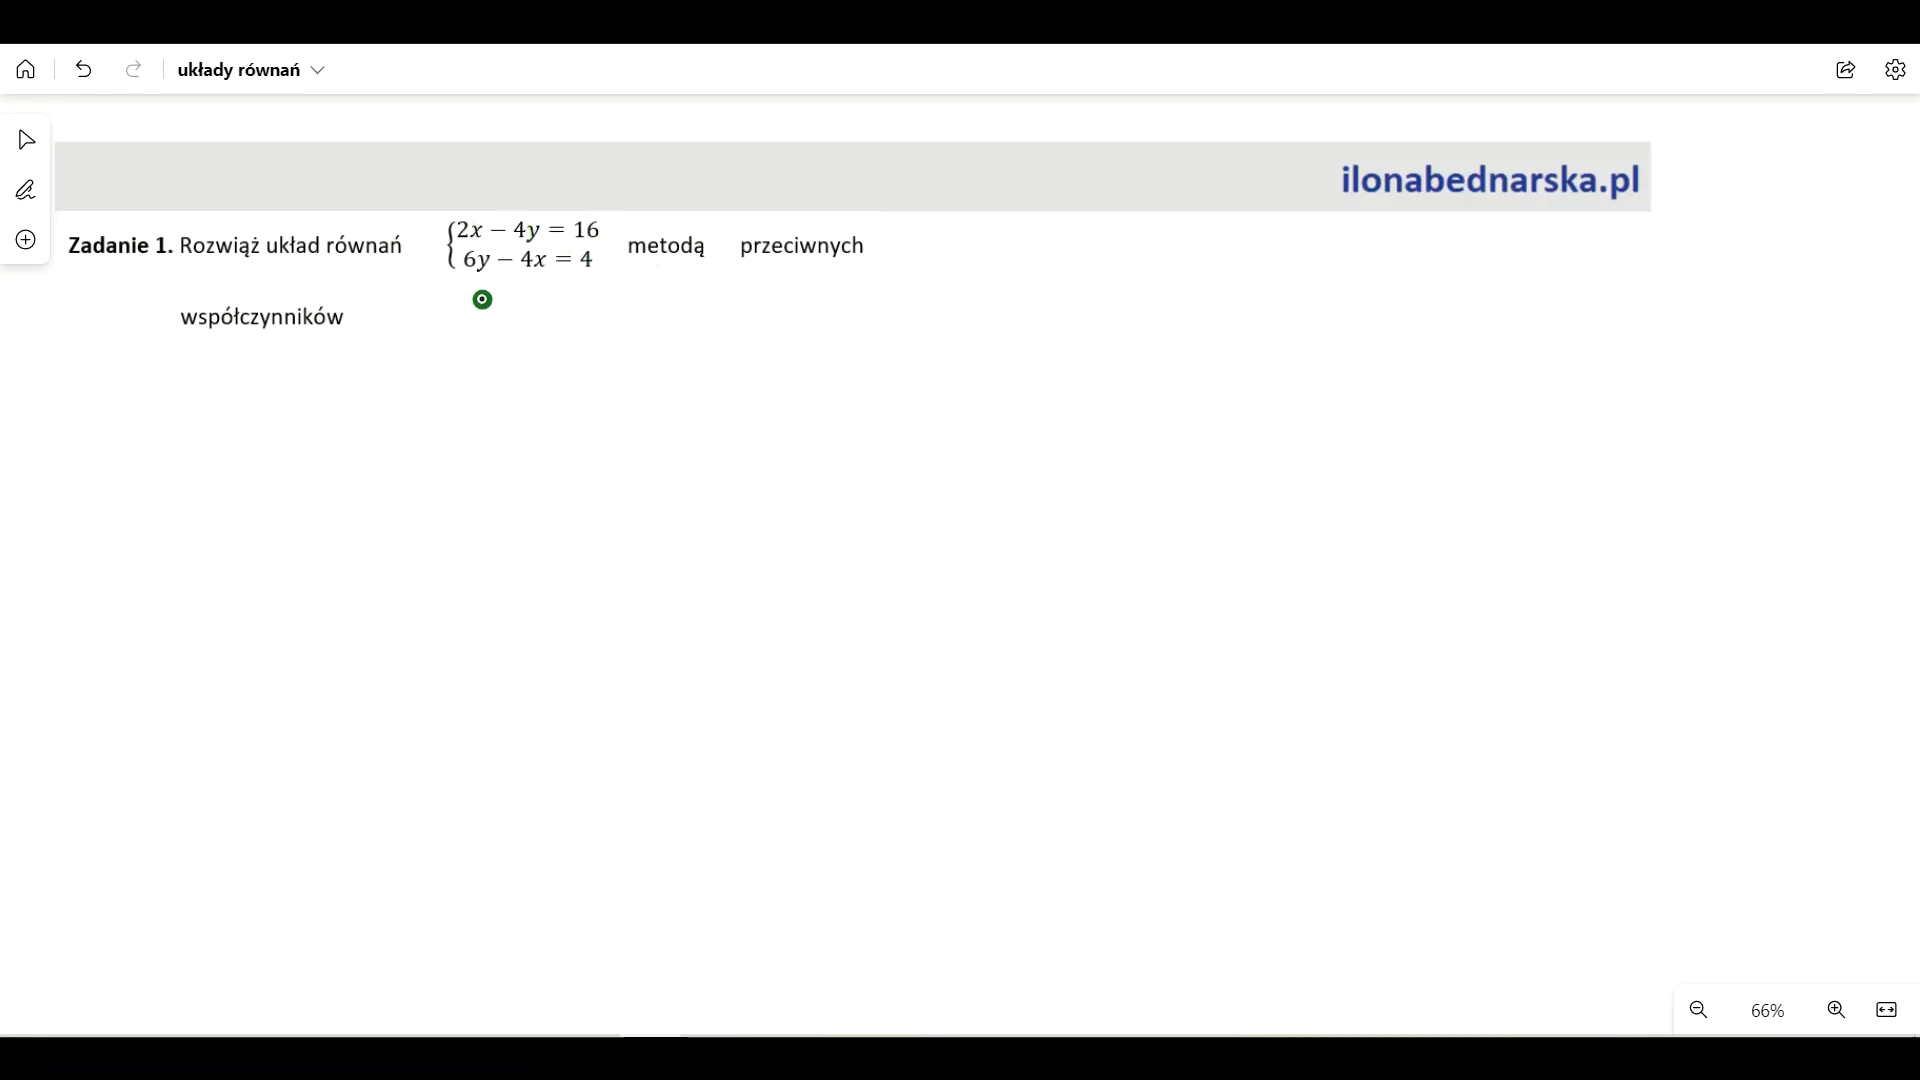 układy równań
ilonabednarska.pl
Zadanie 1. Rozwiąż układ równań {2x − 4y = 16 metodą przeciwnych
6y − 4x = 4
współczynników
66%